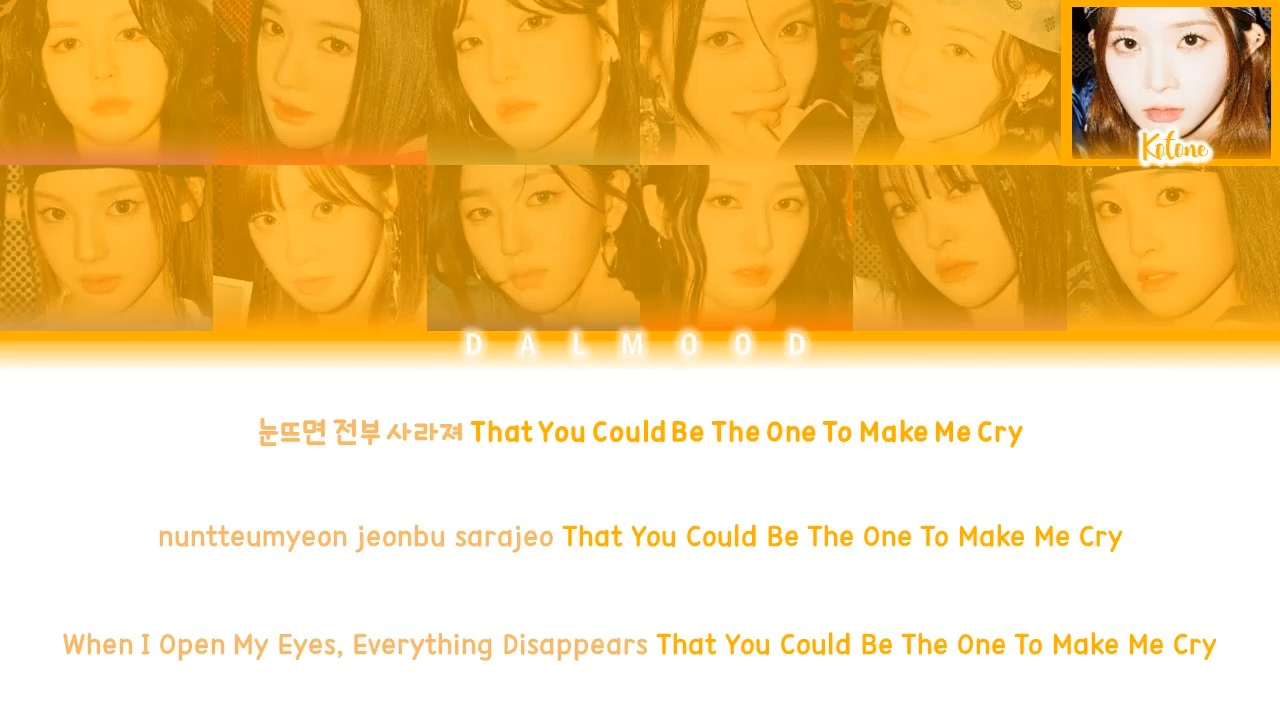 Kotone
DALMOOD
눈뜨면 전부 사라져 That You Could Be The One To Make Me Cry
nuntteumyeon jeonbu sarajeo That You Could Be The One To Make Me Cry
When I Open My Eyes, Everything Disappears That You Could Be The One To Make Me Cry